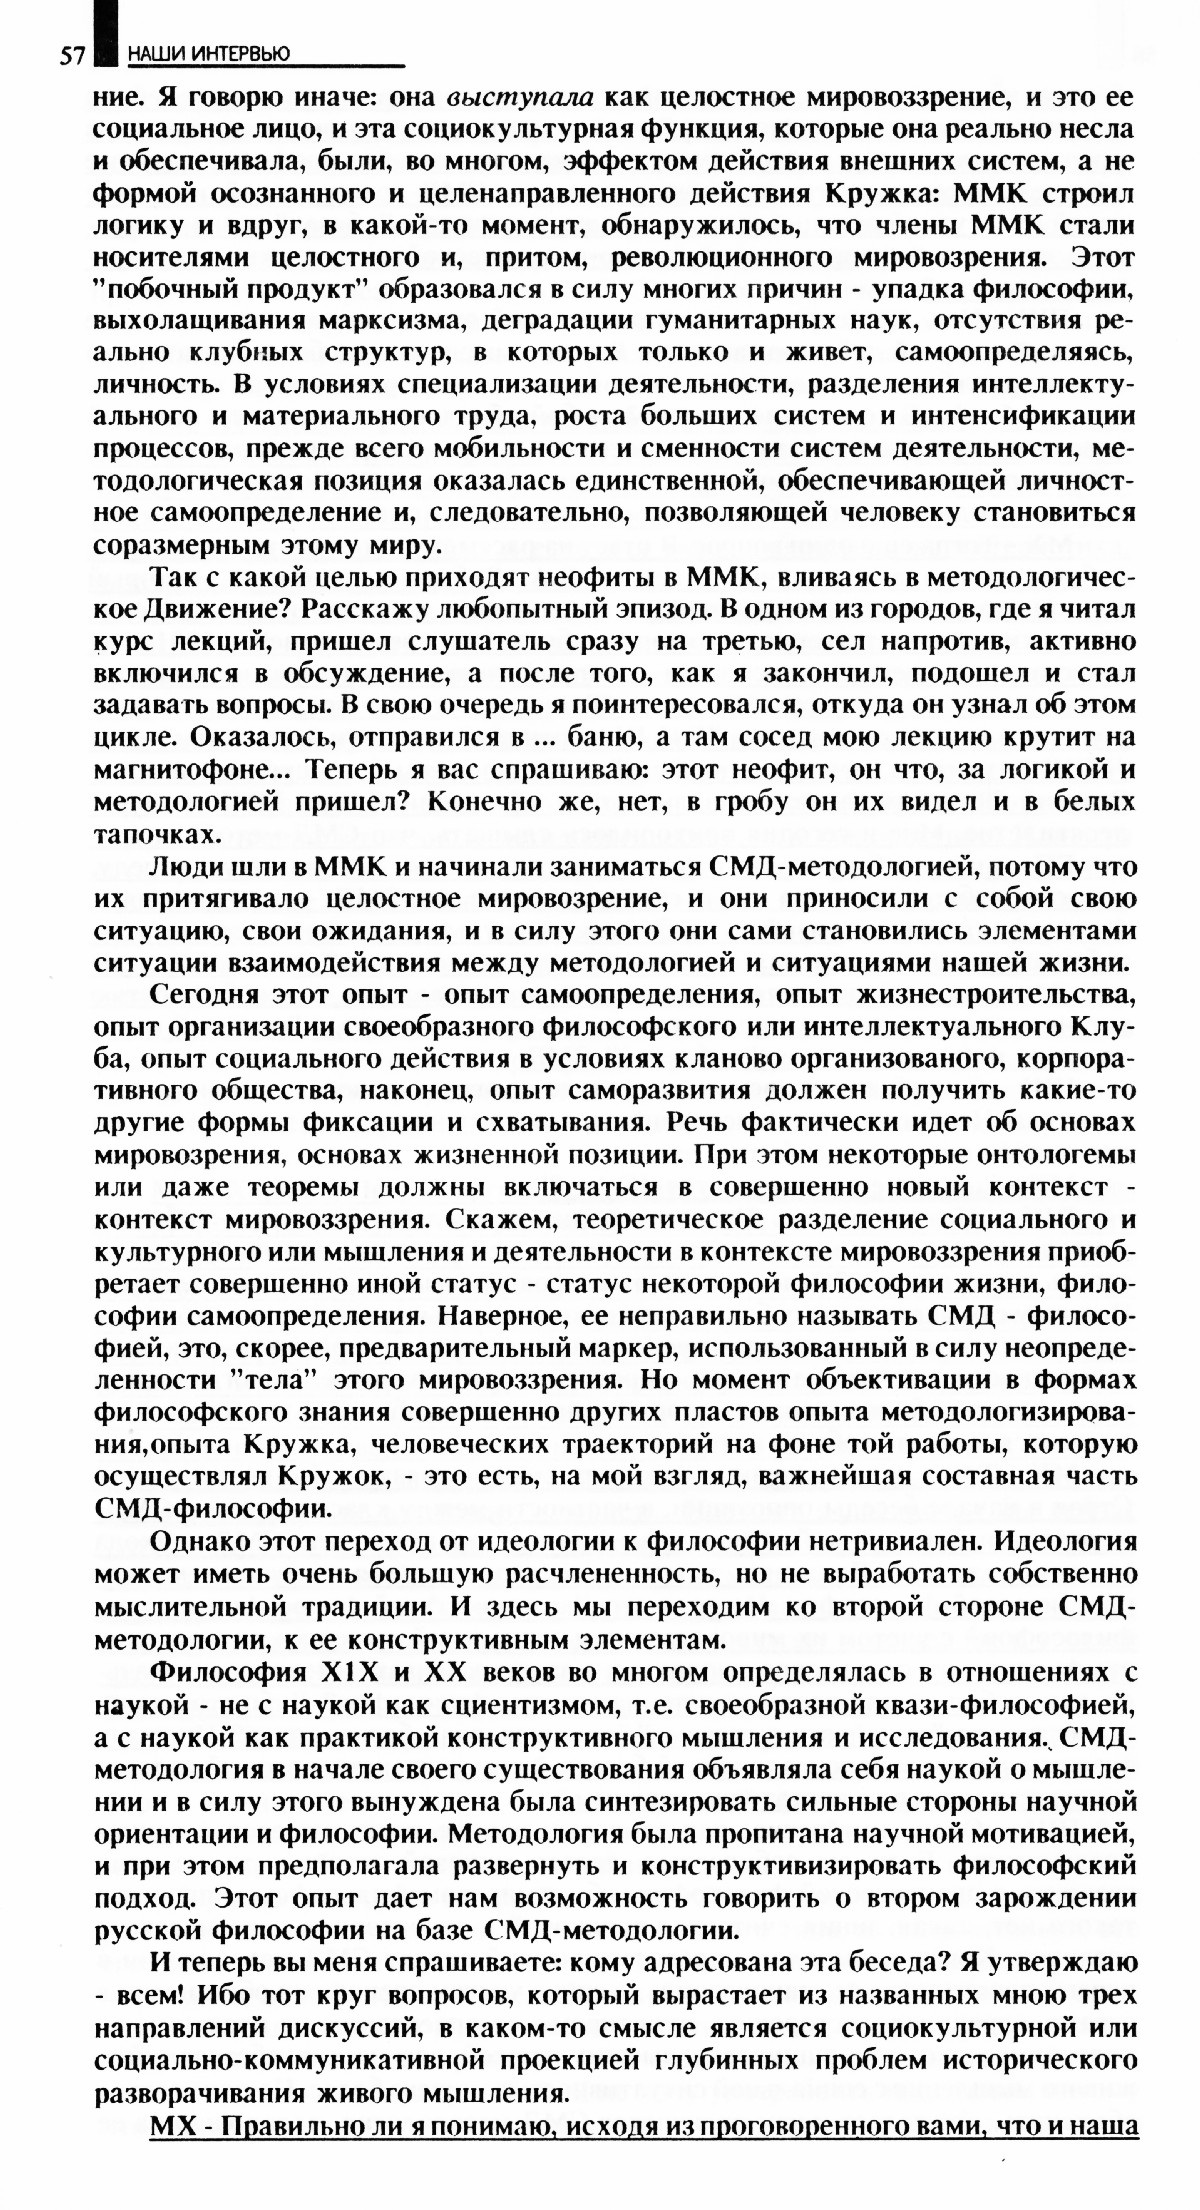 57 НАШИ ИНТЕРВЬЮ
ние. Я говорю иначе: она выступала как целостное мировоззрение, и это ее
социальное лицо, и эта социокультурная функция, которые она реально несла
и обеспечивала, были, во многом, эффектом действия внешних систем, а не
формой осознанного и целенаправленного действия Кружка: ММК строил
логику и вдруг, в какой-то момент, обнаружилось, что члены ММК стали
носителями целостного и, притом, революционного мировозрения. Этот
"побочный продукт" образовался в силу многих причин - упадка философии,
выхолащивания марксизма, деградации гуманитарных наук, отсутствия ре-
ально клубных структур, в которых только и живет, самоопределяясь,
личность. В условиях специализации деятельности, разделения интеллекту-
ального и материального труда, роста больших систем и интенсификации
процессов, прежде всего мобильности и сменности систем деятельности, ме-
тодологическая позиция оказалась единственной, обеспечивающей личност-
ное самоопределение и, следовательно, позволяющей человеку становиться
соразмерным этому миру.
Так с какой целью приходят неофиты в ММК, вливаясь в методологичес-
кое Движение? Расскажу любопытный эпизод. В одном из городов, где я читал
курс лекций, пришел слушатель сразу на третью, сел напротив, активно
включился в обсуждение, а после того, как я закончил, подошел и стал
задавать вопросы. В свою очередь я поинтересовался, откуда он узнал об этом
цикле. Оказалось, отправился в ... баню, а там сосед мою лекцию крутит на
магнитофоне... Теперь я вас спрашиваю: этот неофит, он что, за логикой и
методологией пришел? Конечно же, нет, в гробу он их видел и в белых
тапочках.
Люди шли в ММК и начинали заниматься СМД-методологией, потому что
их притягивало целостное мировозрение, и они приносили с собой свою
ситуацию, свои ожидания, и в силу этого они сами становились элементами
ситуации взаимодействия между методологией и ситуациями нашей жизни.
Сегодня этот опыт - опыт самоопределения, опыт жизнестроительства,
опыт организации своеобразного философского или интеллектуального Клу-
ба, опыт социального действия в условиях кланово организованого, корпора-
тивного общества, наконец, опыт саморазвития должен получить какие-то
другие формы фиксации и схватывания. Речь фактически идет об основах
мировозрения, основах жизненной позиции. При этом некоторые онтологемы
или даже теоремы должны включаться в совершенно новый контекст -
контекст мировоззрения. Скажем, теоретическое разделение социального и
культурного или мышления и деятельности в контексте мировоззрения приоб-
ретает совершенно иной статус - статус некоторой философии жизни, фило-
софии самоопределения. Наверное, ее неправильно называть СМД - филосо-
фией, это, скорее, предварительный маркер, использованный в силу неопреде-
ленности "тела" этого мировоззрения. Но момент объективации в формах
философского знания совершенно других пластов опыта методологизирова-
ния,опыта Кружка, человеческих траекторий на фоне той работы, которую
осуществлял Кружок, - это есть, на мой взгляд, важнейшая составная часть
СМД-философии.
Однако этот переход от идеологии к философии нетривиален. Идеология
может иметь очень большую расчлененность, но не выработать собственно
мыслительной традиции. И здесь мы переходим ко второй стороне СМД-
методологии, к ее конструктивным элементам.
Философия X1X и XX веков во многом определялась в отношениях с
наукой - не с наукой как сциентизмом, т.е. своеобразной квази-философией,
а с наукой как практикой конструктивного мышления и исследования. СМД-
методология в начале своего существования объявляла себя наукой о мышле-
нии и в силу этого вынуждена была синтезировать сильные стороны научной
ориентации и философии. Методология была пропитана научной мотивацией,
и при этом предполагала развернуть и конструктивизировать философский
подход. Этот опыт дает нам возможность говорить о втором зарождении
русской философии на базе СМД-методологии.
И теперь вы меня спрашиваете: кому адресована эта беседа? Я утверждаю
- всем! Ибо тот круг вопросов, который вырастает из названных мною трех
направлений дискуссий, в каком-то смысле является социокультурной или
социально-коммуникативной проекцией глубинных проблем исторического
разворачивания живого мышления.
МХ - Правильно ли я понимаю, исходя из проговоренного вами, что и наша